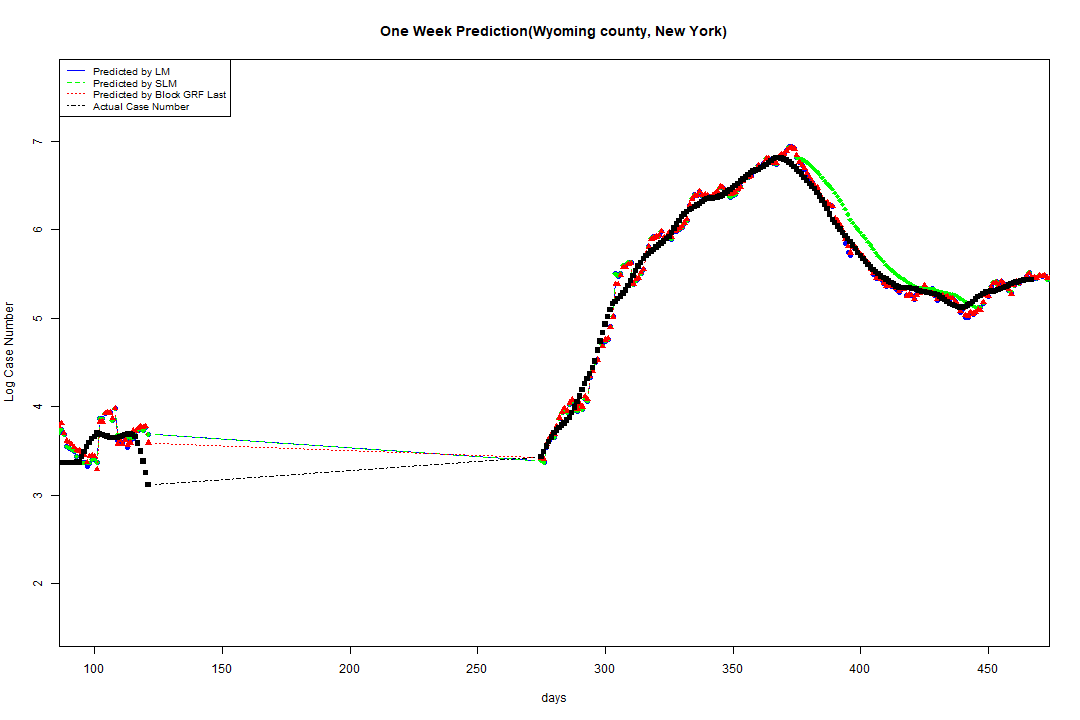 One Week Prediction(Wyoming county, New York)
Predicted by LM
Predicted by SLM
Predicted by Block GRF Last
Actual Case Number
7
6
5
4
3
2
Log Case Number
100 150 200 250 300 350 400 450
days